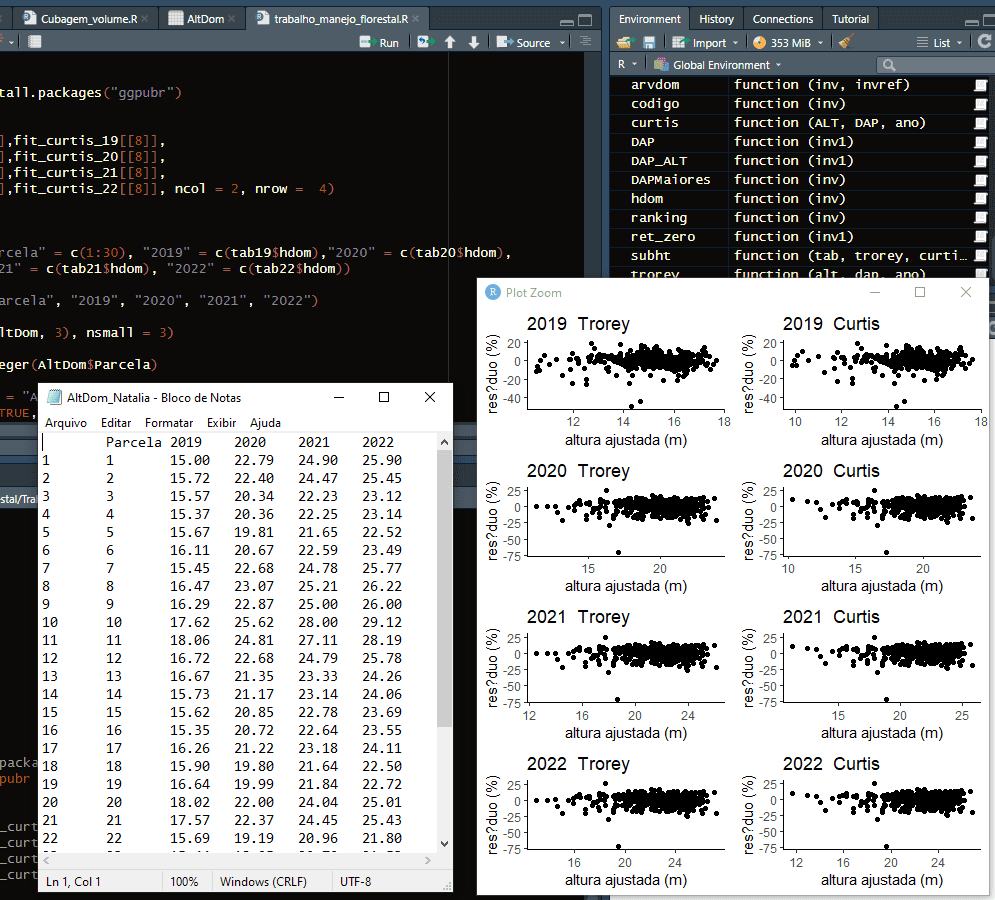 Cubagem_volume.R
AltDom
trabalho_manejo_florestal.R
Run
Source
tall.packages("ggpubr")
],fit_curtis_19[[8]],
],fit_curtis_20[[8]],
],fit_curtis_21[[8]],
],fit_curtis_22[[8]], ncol = 2, nrow =  4)
rcela" = c(1:30), "2019" = c(tab19$hdom),"2020" = c(tab20$hdom),
21" = c(tab21$hdom), "2022" = c(tab22$hdom))
arcela", "2019", "2020", "2021", "2022")
ltDom, 3), nsmall = 3)
eger(AltDom$Parcela)
= "A
TRUE,
Environment
History
Connections
Tutorial
Import
353 MiB
List
R
Global Environment
arvdom function (inv, invref)
codigo function (inv)
curtis function (ALT, DAP, ano)
DAP function (inv1)
DAP_ALT function (inv1)
DAPMaiores function (inv)
hdom function (inv)
ranking function (inv)
ret_zero function (inv1)
subht function (tab, trorey, curti…
trorey function (alt, dap, ano)
stal/Tral
packa
pubr
_curt
_curt
_curt
_curt
AltDom_Natalia - Bloco de Notas
Arquivo Editar Formatar Exibir Ajuda
Parcela 2019 2020 2021 2022
1 1 15.00 22.79 24.90 25.90
2 2 15.72 22.40 24.47 25.45
3 3 15.57 20.34 22.23 23.12
4 4 15.37 20.36 22.25 23.14
5 5 15.67 19.81 21.65 22.52
6 6 16.11 20.67 22.59 23.49
7 7 15.45 22.68 24.78 25.77
8 8 16.47 23.07 25.21 26.22
9 9 16.29 22.87 25.00 26.00
10 10 17.62 25.62 28.00 29.12
11 11 18.06 24.81 27.11 28.19
12 12 16.72 22.68 24.79 25.78
13 13 16.67 21.35 23.33 24.26
14 14 15.73 21.17 23.14 24.06
15 15 15.62 20.85 22.78 23.69
16 16 15.35 20.72 22.64 23.55
17 17 16.26 21.22 23.18 24.11
18 18 15.90 19.80 21.64 22.50
19 19 16.64 19.99 21.84 22.72
20 20 18.02 22.00 24.04 25.01
21 21 17.57 22.37 24.45 25.43
22 22 15.69 19.19 20.96 21.80
Ln 1, Col 1 100% Windows (CRLF) UTF-8
R Plot Zoom
2019  Trorey
res?duo (%)
20
0
-20
-40
12 14 16 18
altura ajustada (m)
2019  Curtis
res?duo (%)
20
0
-20
-40
10 12 14 16 18
altura ajustada (m)
2020  Trorey
res?duo (%)
25
0
-25
-50
-75
15 20
altura ajustada (m)
2020  Curtis
res?duo (%)
25
0
-25
-50
-75
10 15 20
altura ajustada (m)
2021  Trorey
res?duo (%)
25
0
-25
-50
-75
12 16 20 24
altura ajustada (m)
2021  Curtis
res?duo (%)
25
0
-25
-50
-75
15 20 25
altura ajustada (m)
2022  Trorey
res?duo (%)
25
0
-25
-50
-75
16 20 24
altura ajustada (m)
2022  Curtis
res?duo (%)
25
0
-25
-50
-75
12 16 20 24
altura ajustada (m)